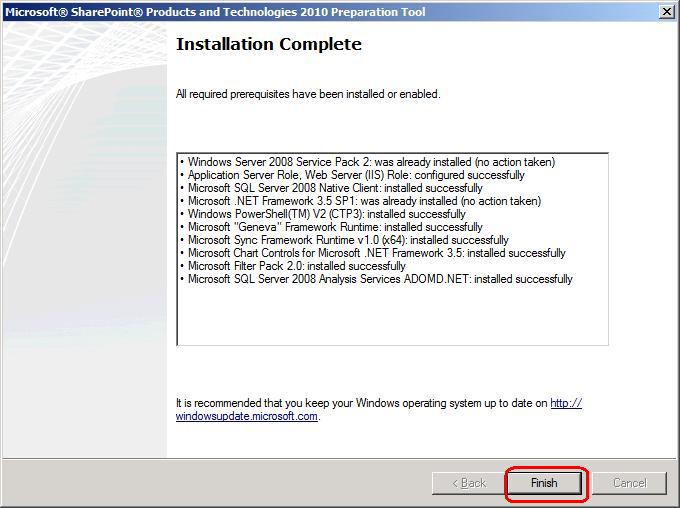 Microsoft® SharePoint® Products and Technologies 2010 Preparation Tool
Installation Complete
All required prerequisites have been installed or enabled.
• Windows Server 2008 Service Pack 2: was already installed (no action taken)
• Application Server Role, Web Server (IIS) Role: configured successfully
• Microsoft SQL Server 2008 Native Client: installed successfully
• Microsoft .NET Framework 3.5 SP1: was already installed (no action taken)
• Windows PowerShell(TM) V2 (CTP3): installed successfully
• Microsoft "Geneva" Framework Runtime: installed successfully
• Microsoft Sync Framework Runtime v1.0 (x64): installed successfully
• Microsoft Chart Controls for Microsoft .NET Framework 3.5: installed successfully
• Microsoft Filter Pack 2.0: installed successfully
• Microsoft SQL Server 2008 Analysis Services ADOMD.NET: installed successfully
It is recommended that you keep your Windows operating system up to date on http://
windowsupdate.microsoft.com.
< Back Finish Cancel